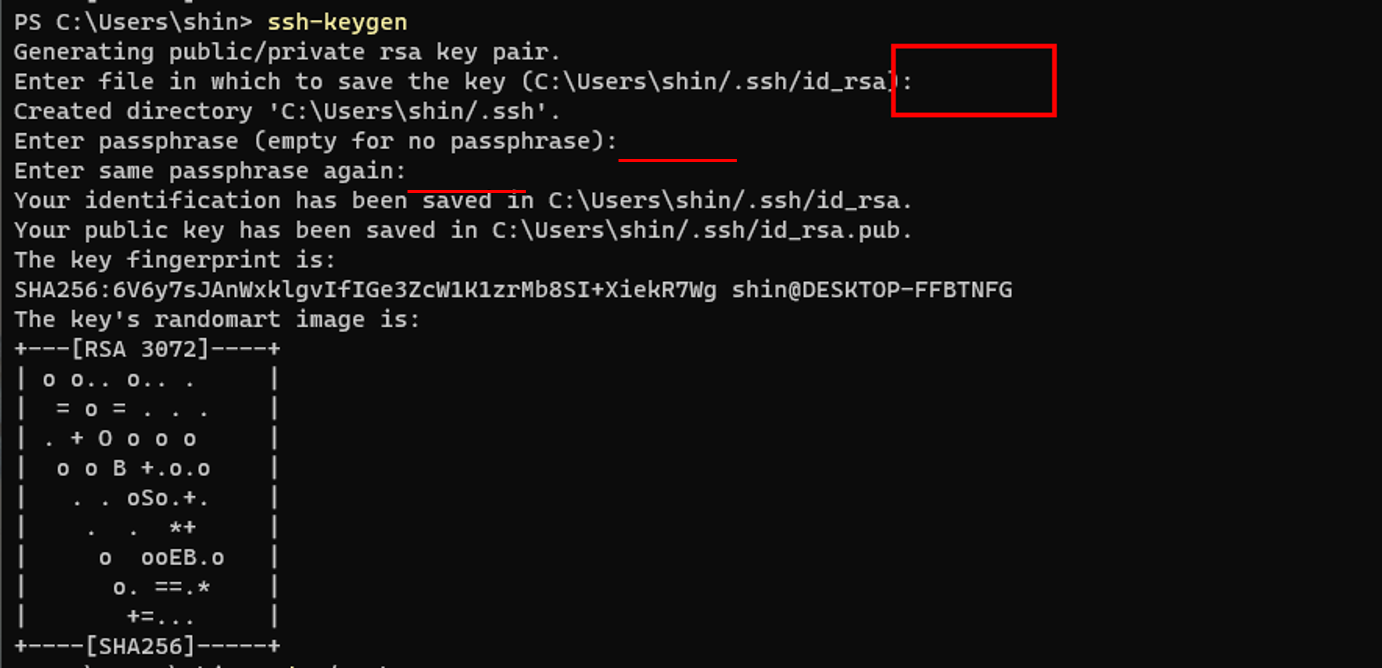 PS C:\Users\shin> ssh-keygen
Generating public/private rsa key pair.
Enter file in which to save the key (C:\Users\shin/.ssh/id_rsa):
Created directory 'C:\Users\shin/.ssh'.
Enter passphrase (empty for no passphrase):
Enter same passphrase again:
Your identification has been saved in C:\Users\shin/.ssh/id_rsa.
Your public key has been saved in C:\Users\shin/.ssh/id_rsa.pub.
The key fingerprint is:
SHA256:6V6y7sJAnWxklgvIfIGe3ZcW1K1zrMb8SI+XiekR7Wg shin@DESKTOP-FFBTNFG
The key's randomart image is:
+---[RSA 3072]----+
| o o.. o.. .     |
|  = o = . . .    |
| . + O o o o     |
|  o o B +.o.o    |
|   . . oSo.+.    |
|    .  .  *+     |
|     o  ooEB.o   |
|      o. ==.*    |
|       +=...     |
+----[SHA256]-----+